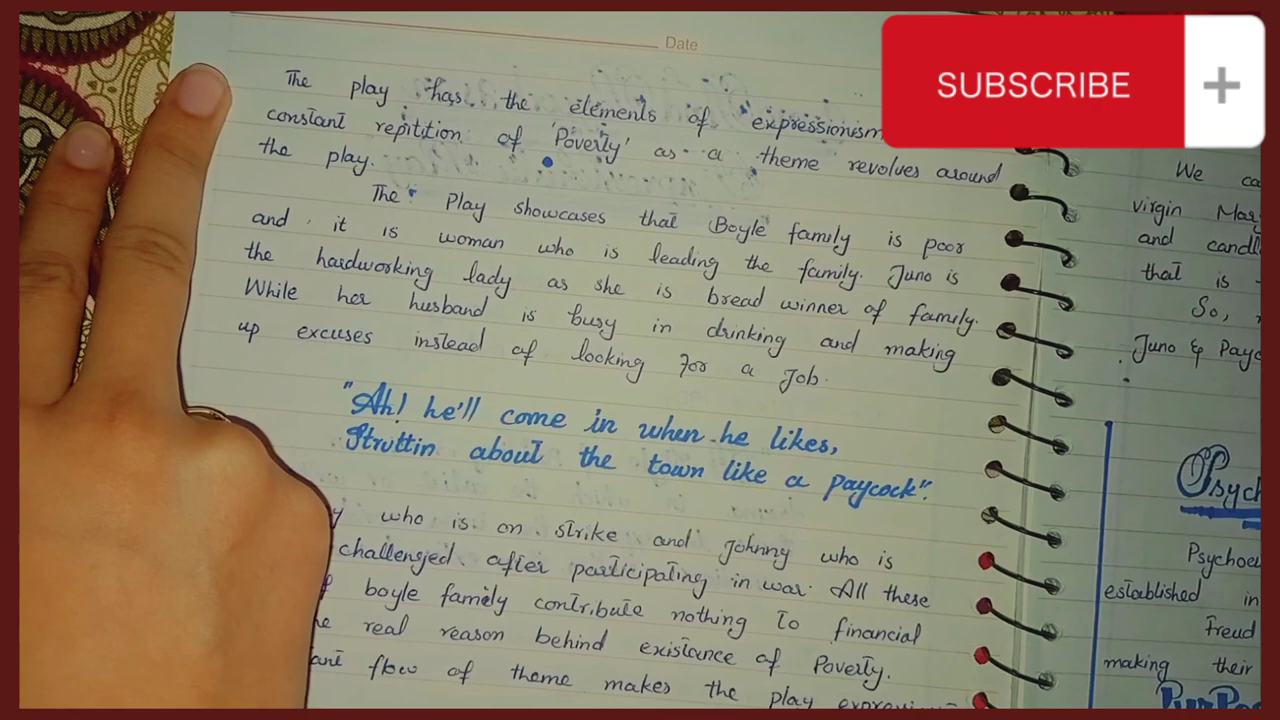 Date
SUBSCRIBE +
The play has the elements of expressionism
constant repitition of 'Poverty' as a theme revolves around
the play.
The Play showcases that Boyle family is poor
and it is woman who is leading the family. Juno is
the hardworking lady as she is bread winner of family.
While her husband is busy in drinking and making
up excuses instead of looking for a Job.
"Ah! he'll come in when he likes,
Struttin about the town like a paycock".
who is on strike and Johnny who is
challenged after participating in war. All these
boyle family contribute nothing to financial
real reason behind existance of Poverty.
flow of theme makes the play
We
virgin
and
that is
So,
Juno &
Psychoanalysis
established in
Freud
making their